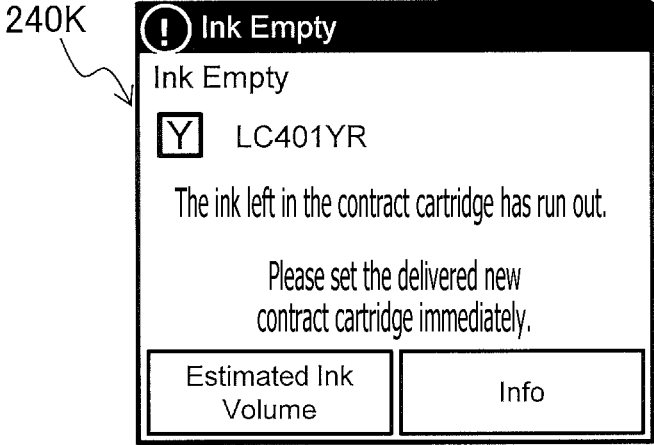 240K
! Ink Empty
Ink Empty
Y LC401YR
The ink left in the contract cartridge has run out.
Please set the delivered new
contract cartridge immediately.
Estimated Ink
Volume
Info